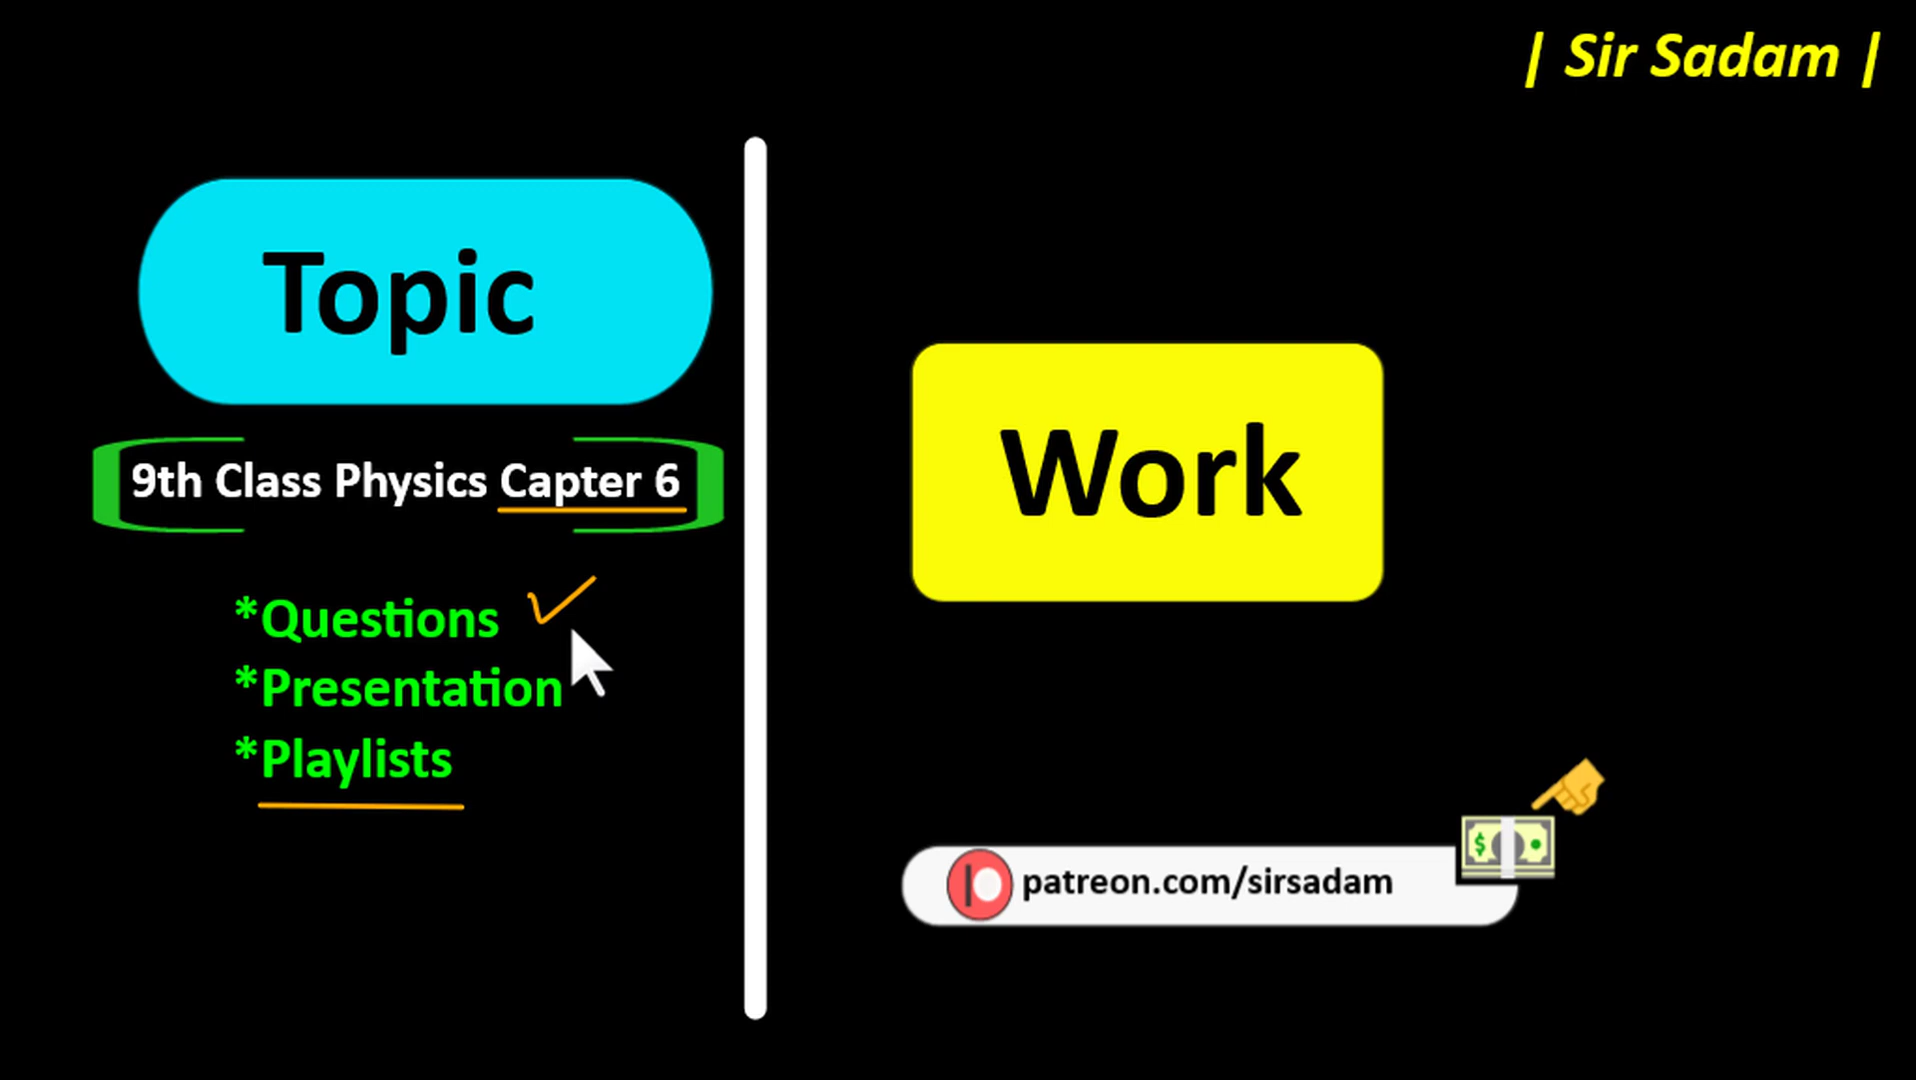 | Sir Sadam |
Topic
9th Class Physics Capter 6
*Questions
*Presentation
*Playlists
Work
patreon.com/sirsadam